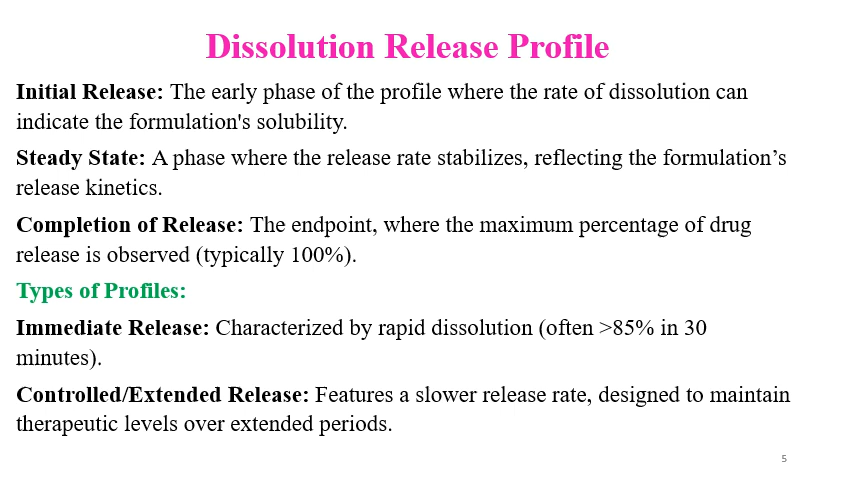 Dissolution Release Profile
Initial Release: The early phase of the profile where the rate of dissolution can
indicate the formulation's solubility.
Steady State: A phase where the release rate stabilizes, reflecting the formulation’s
release kinetics.
Completion of Release: The endpoint, where the maximum percentage of drug
release is observed (typically 100%).
Types of Profiles:
Immediate Release: Characterized by rapid dissolution (often >85% in 30
minutes).
Controlled/Extended Release: Features a slower release rate, designed to maintain
therapeutic levels over extended periods.
5